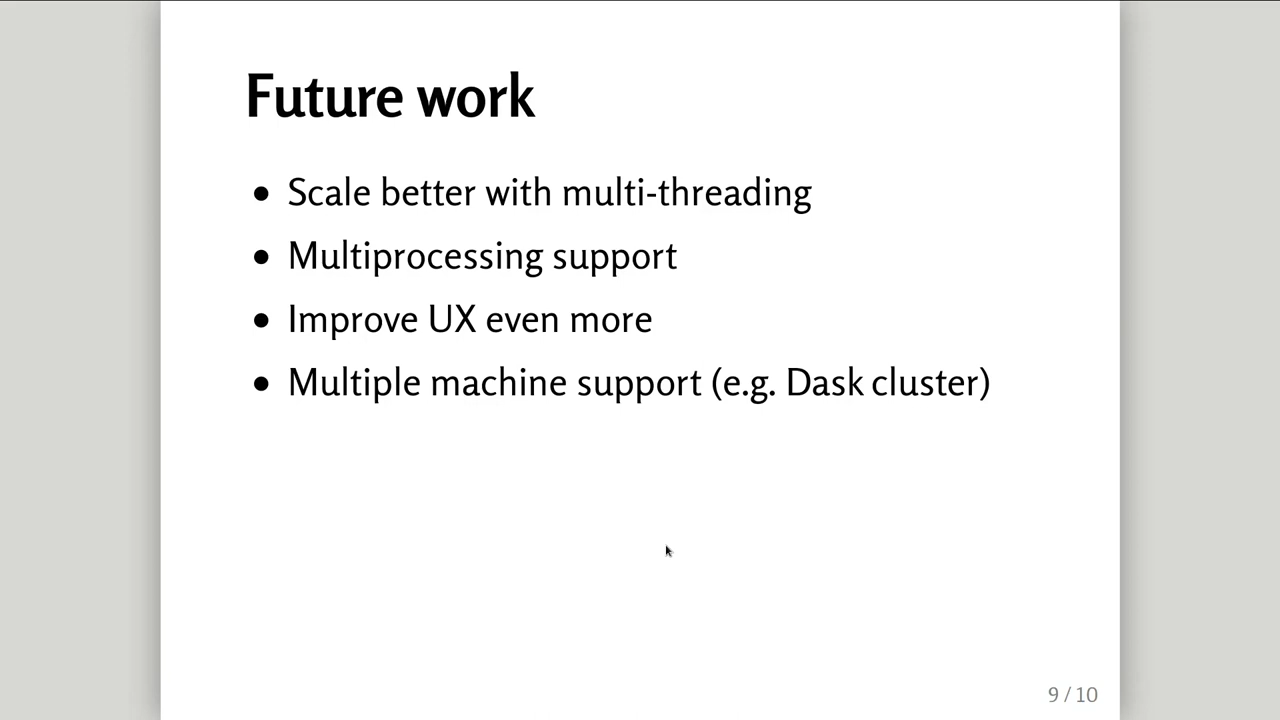 Future work
• Scale better with multi-threading
• Multiprocessing support
• Improve UX even more
• Multiple machine support (e.g. Dask cluster)
9 / 10